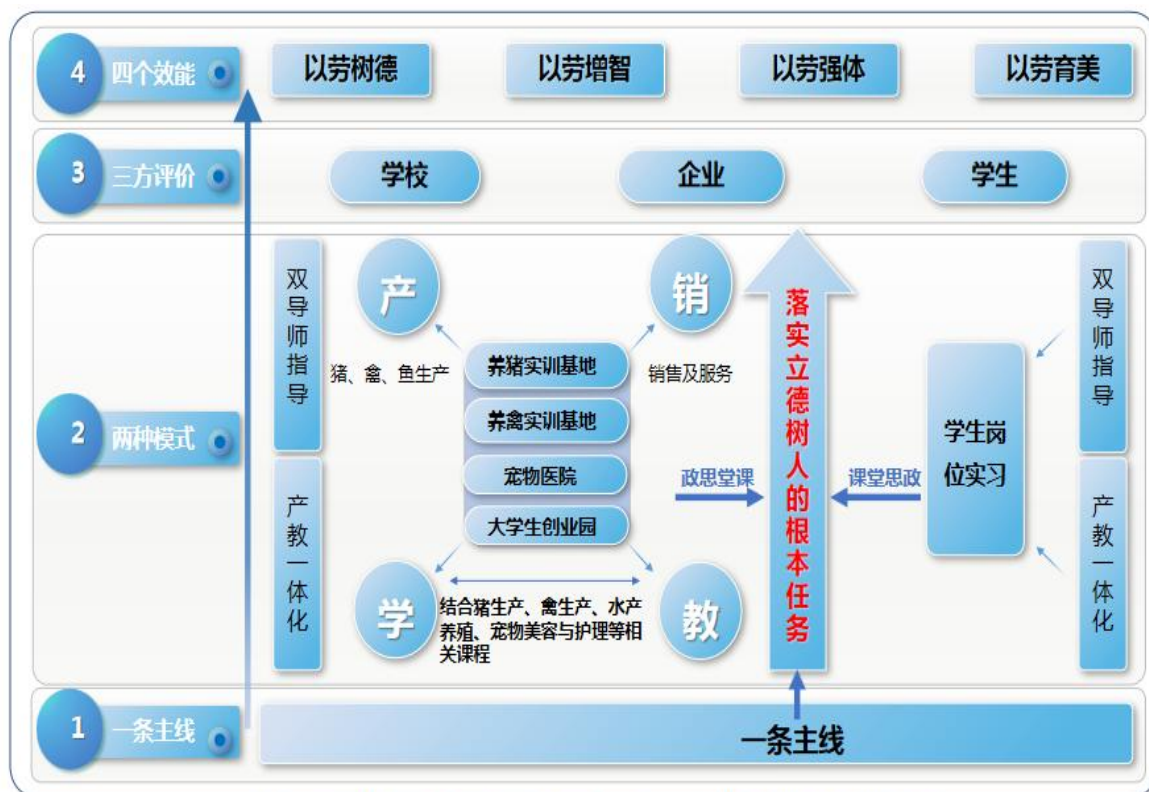 4 四个效能
以劳树德 以劳增智 以劳强体 以劳育美
3 三方评价
学校 企业 学生
2 两种模式
双导师指导
产教一体化
产
猪、禽、鱼生产
销
销售及服务
养猪实训基地
养禽实训基地
宠物医院
大学生创业园
学
教
结合猪生产、禽生产、水产
养殖、宠物美容与护理等相
关课程
政思堂课
落实立德树人的根本任务
课堂思政
学生岗
位实习
双导师指导
产教一体化
1 一条主线
一条主线